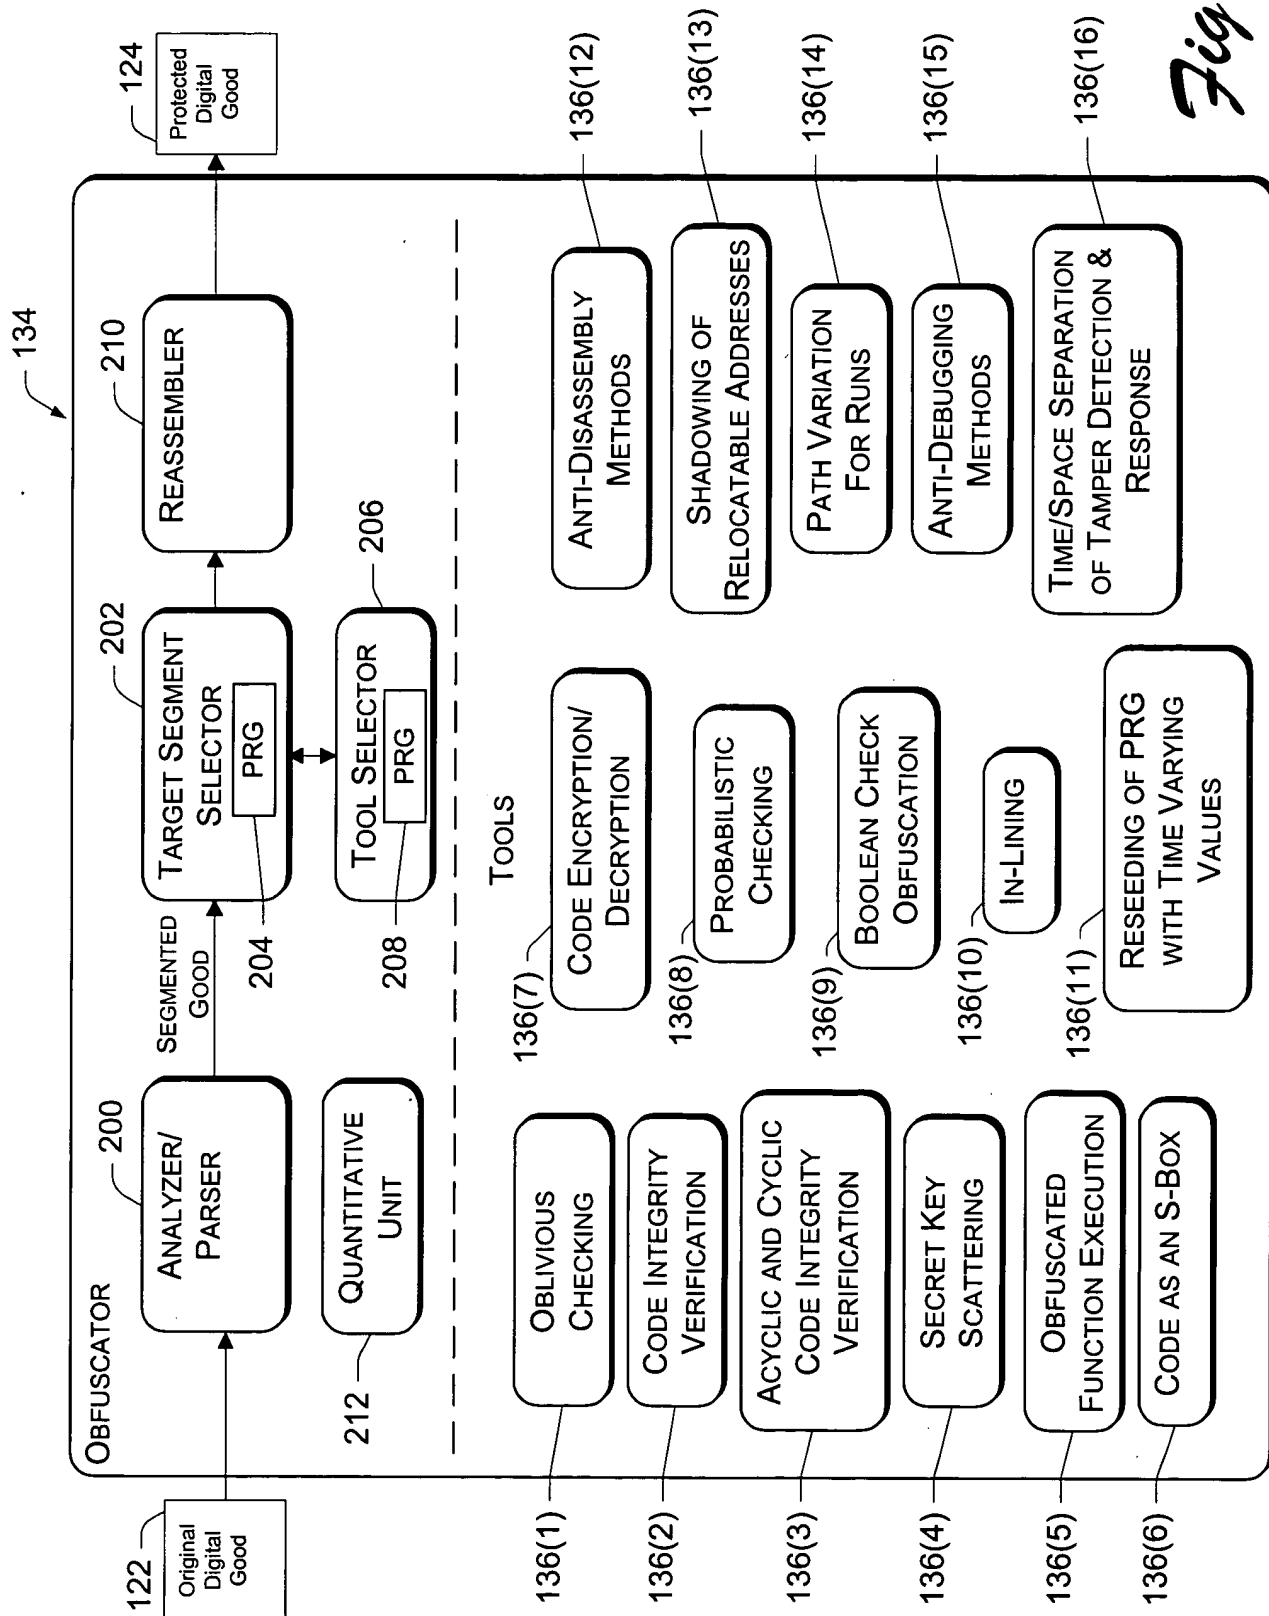 134
OBFUSCATOR
122
Original
Digital
Good
200
ANALYZER/
PARSER
SEGMENTED
GOOD
202
TARGET SEGMENT
SELECTOR
PRG
204
210
REASSEMBLER
124
Protected
Digital
Good
QUANTITATIVE
UNIT
212
206
TOOL SELECTOR
PRG
208
TOOLS
136(1)
OBLIVIOUS
CHECKING
136(2)
CODE INTEGRITY
VERIFICATION
136(3)
ACYCLIC AND CYCLIC
CODE INTEGRITY
VERIFICATION
136(4)
SECRET KEY
SCATTERING
136(5)
OBFUSCATED
FUNCTION EXECUTION
136(6)
CODE AS AN S-BOX
136(7)
CODE ENCRYPTION/
DECRYPTION
136(8)
PROBABILISTIC
CHECKING
136(9)
BOOLEAN CHECK
OBFUSCATION
136(10)
IN-LINING
136(11)
RESEEDING OF PRG
WITH TIME VARYING
VALUES
136(12)
ANTI-DISASSEMBLY
METHODS
136(13)
SHADOWING OF
RELOCATABLE ADDRESSES
136(14)
PATH VARIATION
FOR RUNS
136(15)
ANTI-DEBUGGING
METHODS
136(16)
TIME/SPACE SEPARATION
OF TAMPER DETECTION &
RESPONSE
Fig